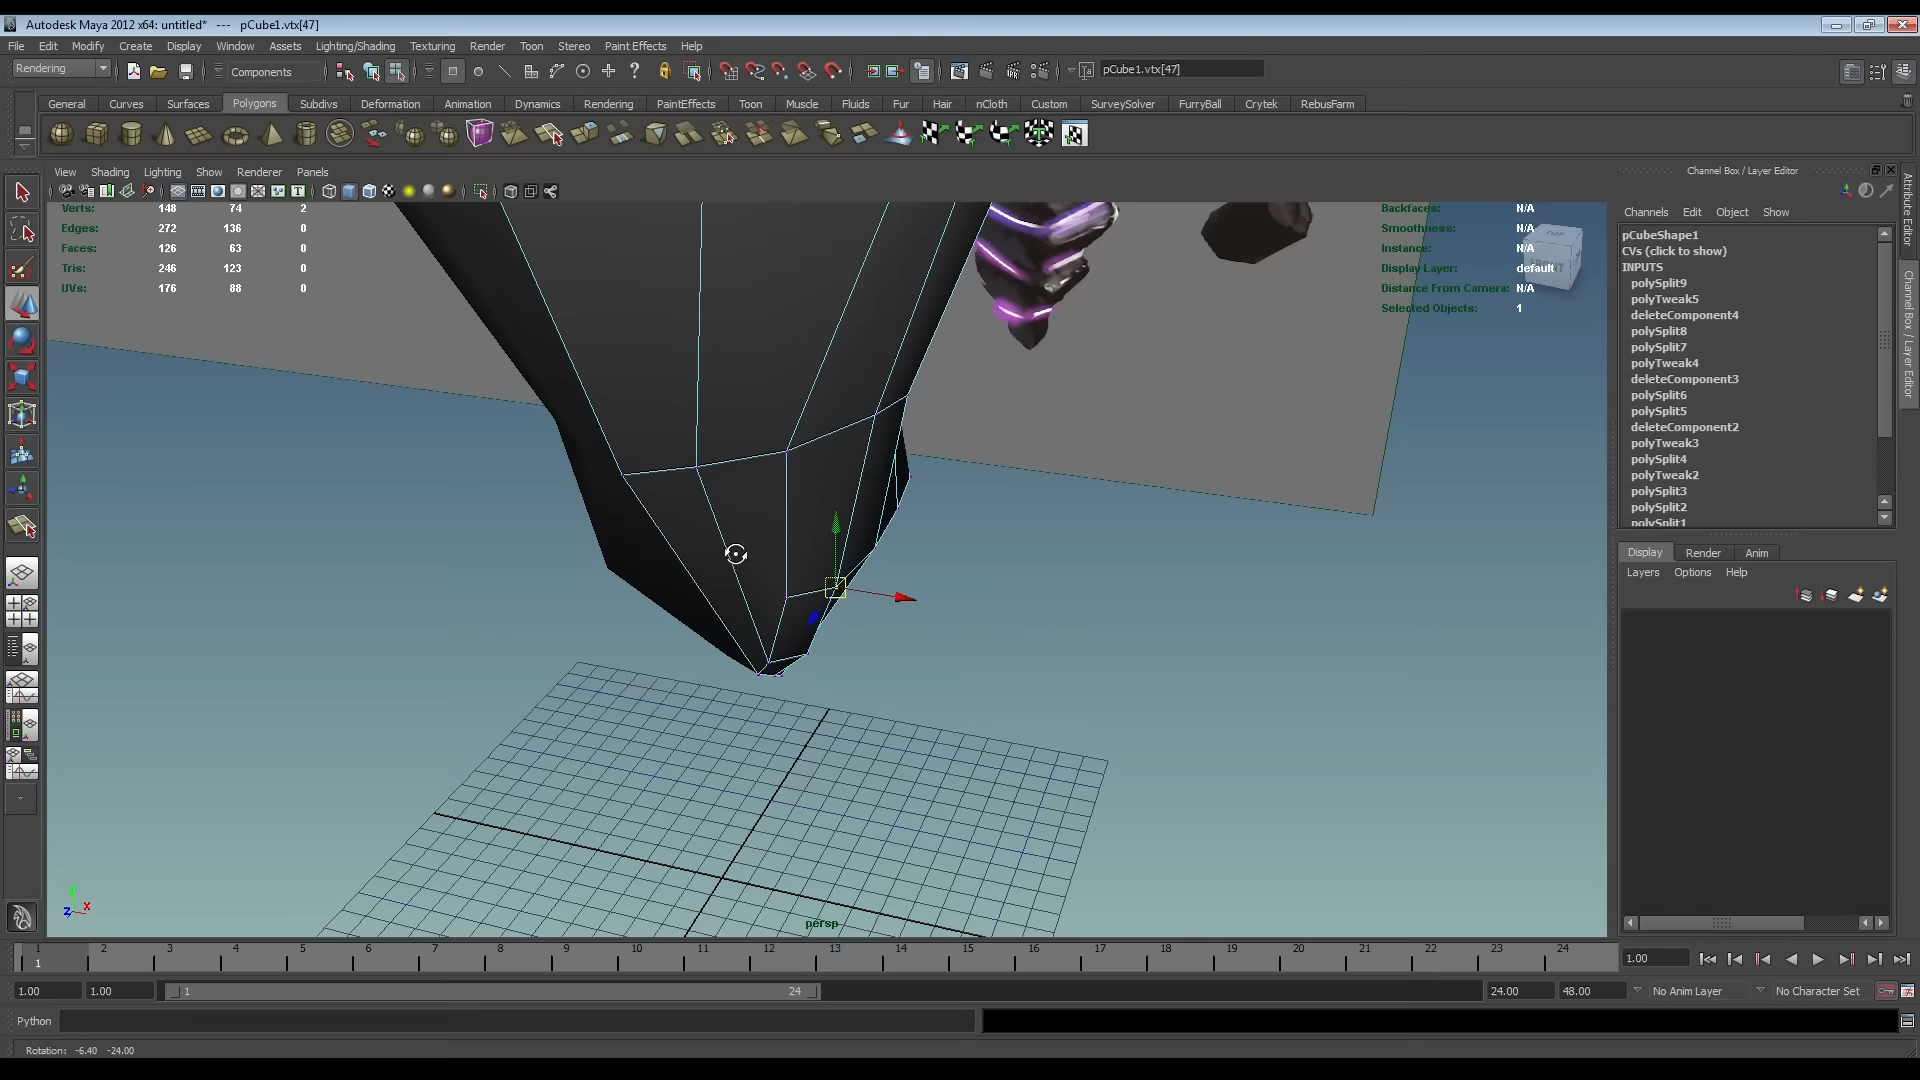 Autodesk Maya 2012 x64: untitled* --- pCube1.vtx[47]
File Edit Modify Create Display Window Assets Lighting/Shading Texturing Render Toon Stereo Paint Effects Help
Rendering Components pCube1.vtx[47]
General Curves Surfaces Polygons Subdivs Deformation Animation Dynamics Rendering PaintEffects Toon Muscle Fluids Fur Hair nCloth Custom SurveySolver FurryBall Crytek RebusFarm
View Shading Lighting Show Renderer Panels
Verts: 148 74 2
Edges: 272 136 0
Faces: 126 63 0
Tris: 246 123 0
UVs: 176 88 0
Backfaces: N/A
Smoothness: N/A
Instance: N/A
Display Layer: default
Distance From Camera: N/A
Selected Objects: 1
FRONT
persp
y
z x
Channel Box / Layer Editor
Channels Edit Object Show
pCubeShape1
CVs (click to show)
INPUTS
polySplit9
polyTweak5
deleteComponent4
polySplit8
polySplit7
polyTweak4
deleteComponent3
polySplit6
polySplit5
deleteComponent2
polyTweak3
polySplit4
polyTweak2
polySplit3
polySplit2
polySplit1
Display Render Anim
Layers Options Help
Attribute Editor
Channel Box / Layer Editor
1 2 3 4 5 6 7 8 9 10 11 12 13 14 15 16 17 18 19 20 21 22 23 24
1 1.00
1.00 1.00 1 24 24.00 48.00 No Anim Layer No Character Set
Python
Rotation: -6.40 -24.00